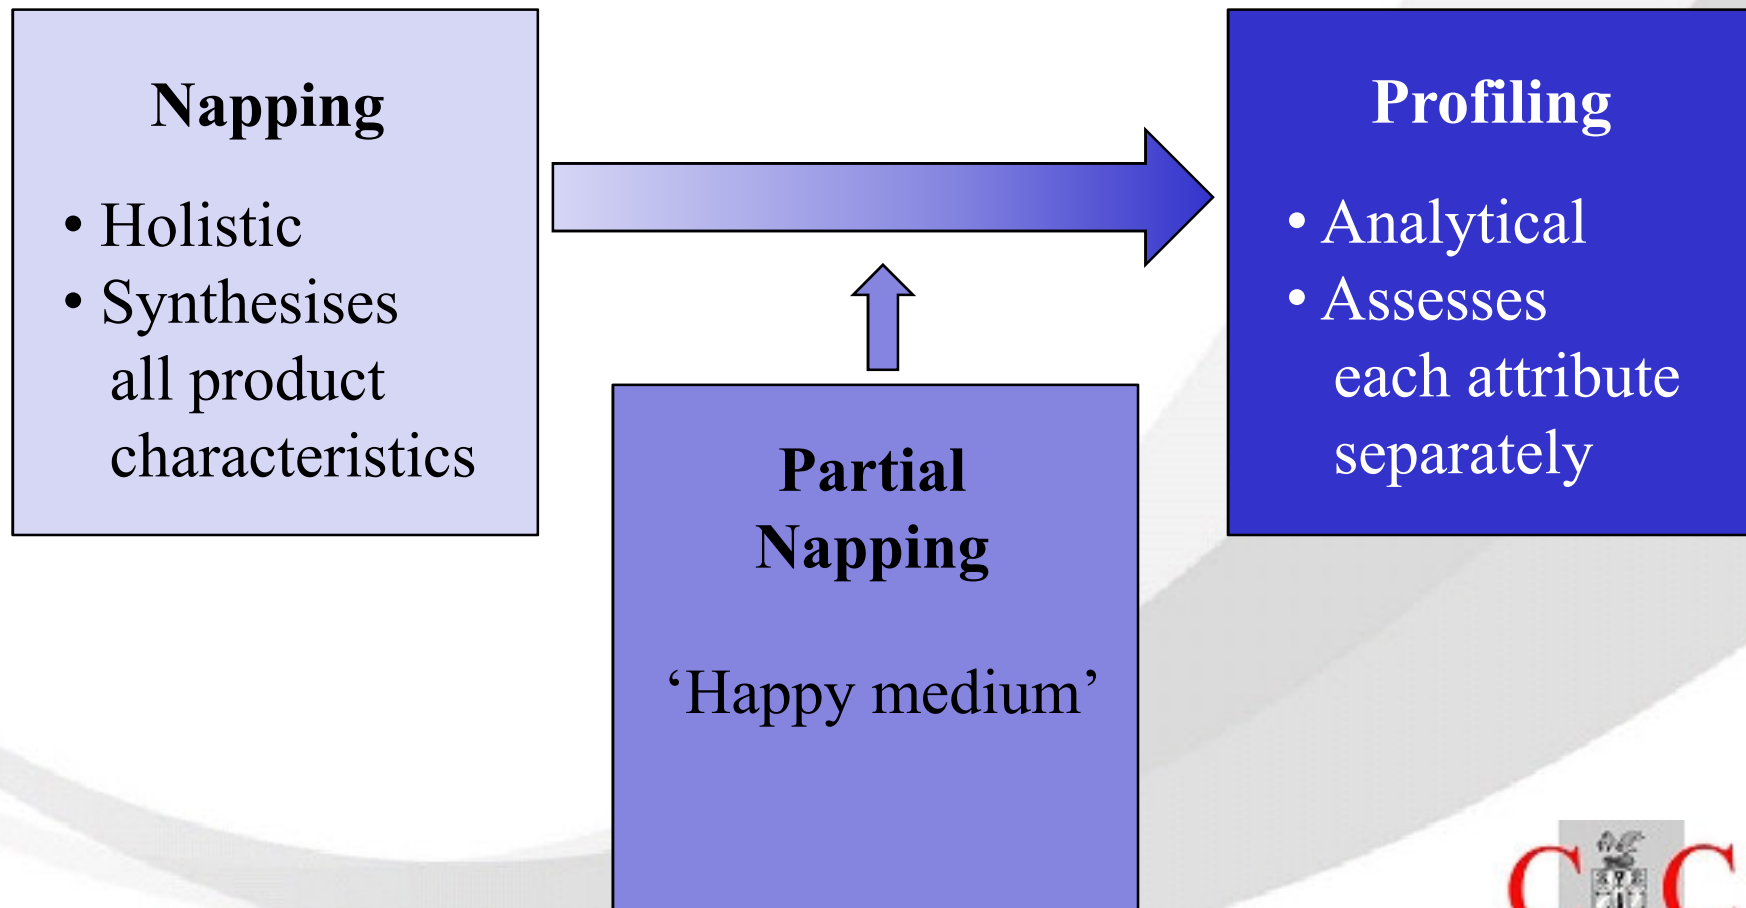 Napping
• Holistic
• Synthesises
all product
characteristics
Partial
Napping
‘Happy medium’
Profiling
• Analytical
• Assesses
each attribute
separately
C C